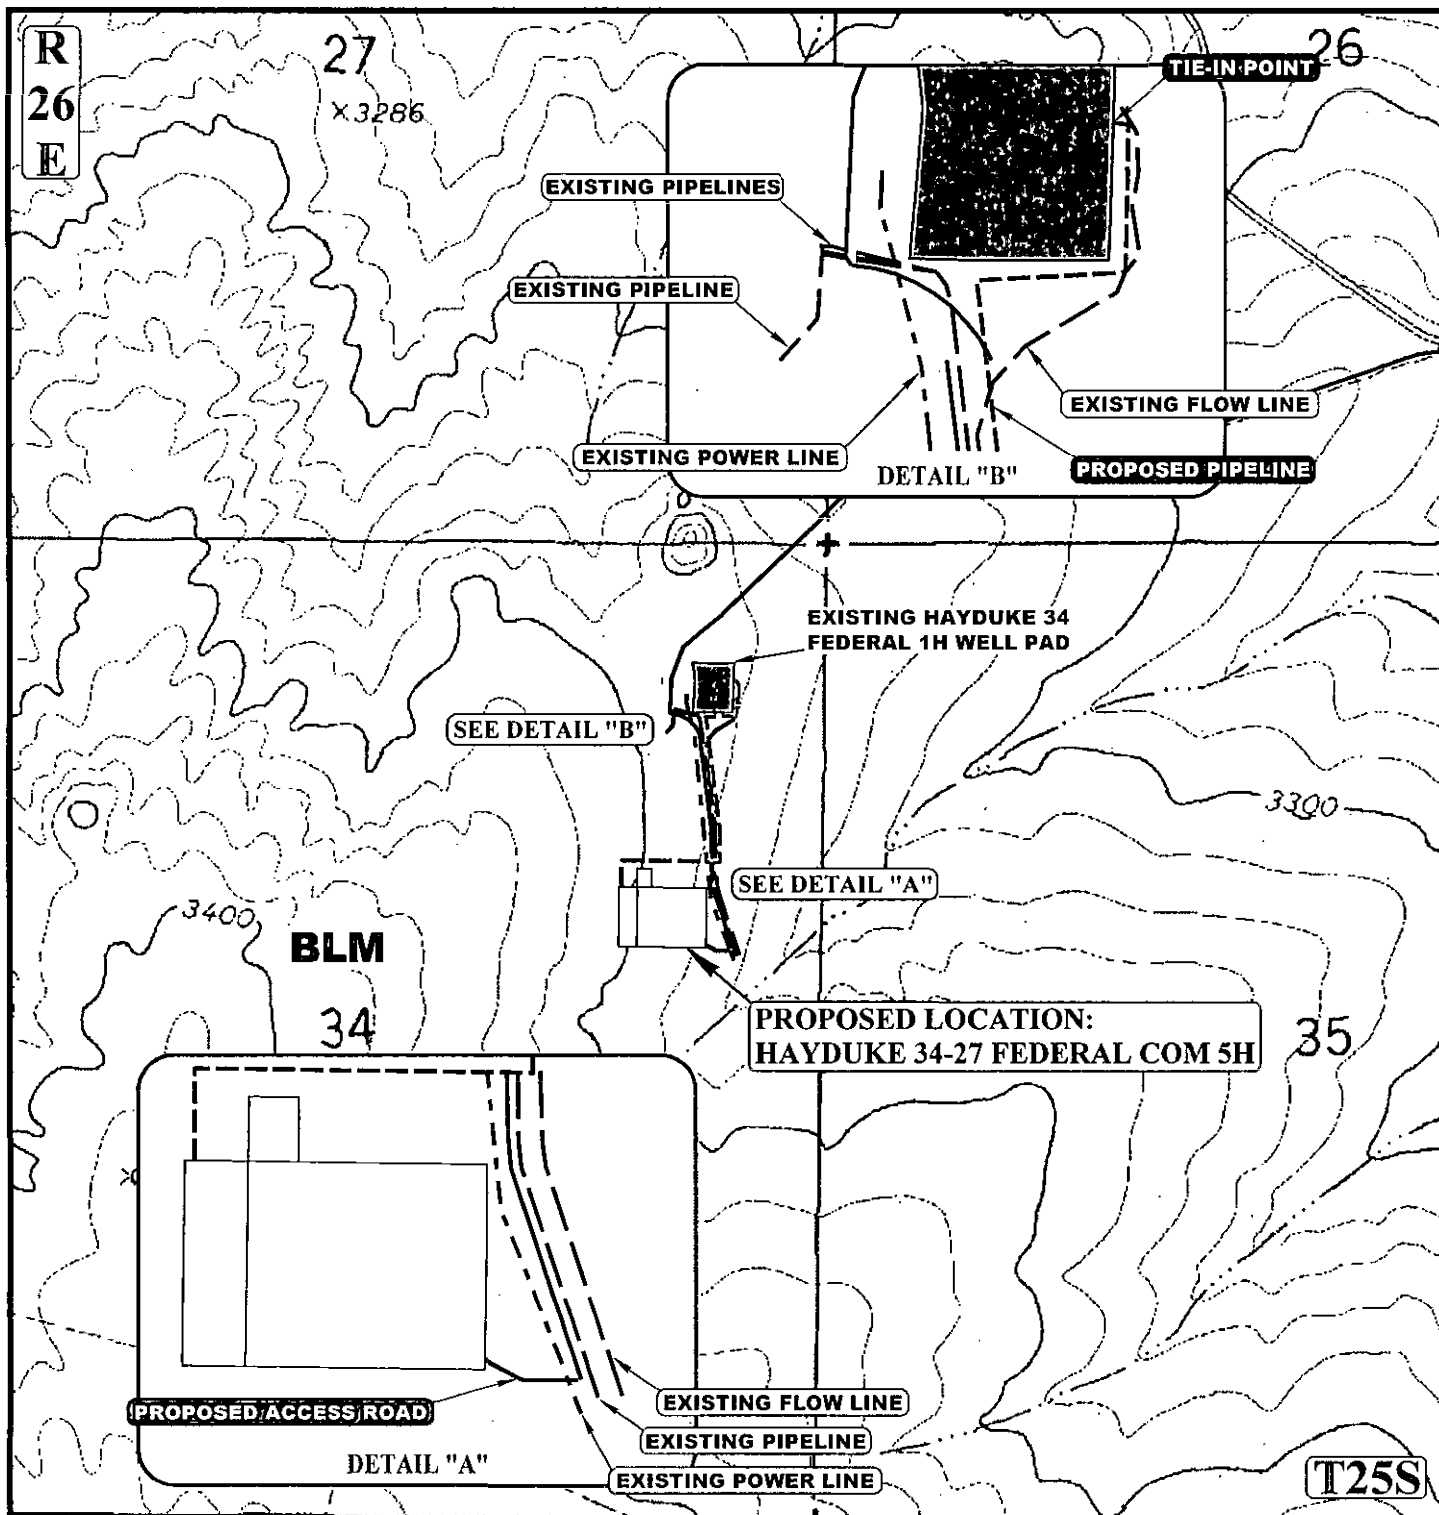 R
26
E
27
×3286
26
TIE-IN POINT
EXISTING PIPELINES
EXISTING PIPELINE
EXISTING FLOW LINE
EXISTING POWER LINE
DETAIL "B"
PROPOSED PIPELINE
EXISTING HAYDUKE 34
FEDERAL 1H WELL PAD
SEE DETAIL "B"
3300
SEE DETAIL "A"
3400
BLM
34
PROPOSED LOCATION:
HAYDUKE 34-27 FEDERAL COM 5H
35
PROPOSED ACCESS ROAD
EXISTING FLOW LINE
EXISTING PIPELINE
DETAIL "A"
EXISTING POWER LINE
T25S